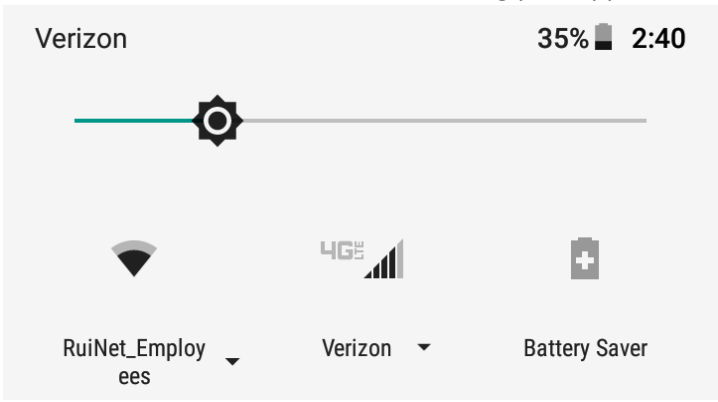 Verizon 35% 2:40
4G LTE
RuiNet_Employ
ees
Verizon
Battery Saver